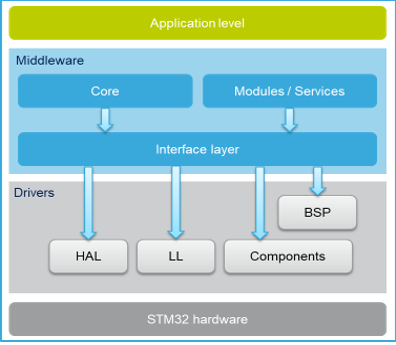 Application level
Middleware
Core
Modules / Services
Interface layer
Drivers
BSP
HAL
LL
Components
STM32 hardware